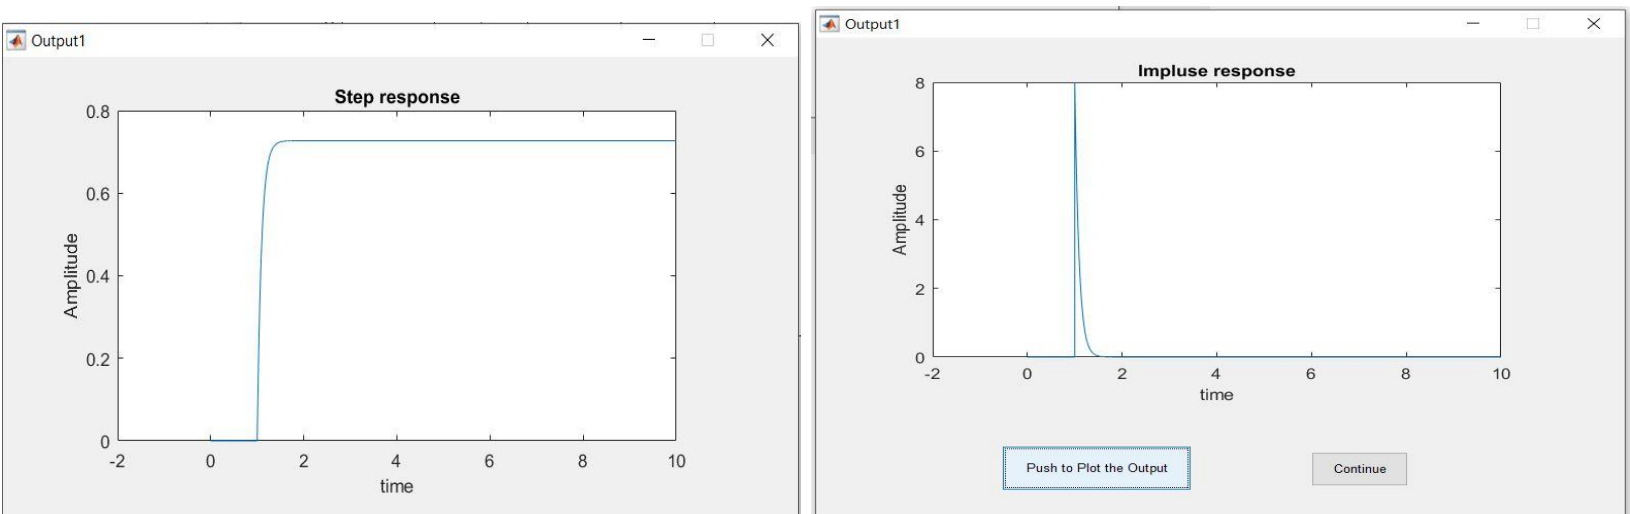 Output1
Step response
0.8
0.6
0.4
0.2
0
Amplitude
-2 0 2 4 6 8 10
time
Output1
Impluse response
8
6
4
2
0
Amplitude
-2 0 2 4 6 8 10
time
Push to Plot the Output
Continue